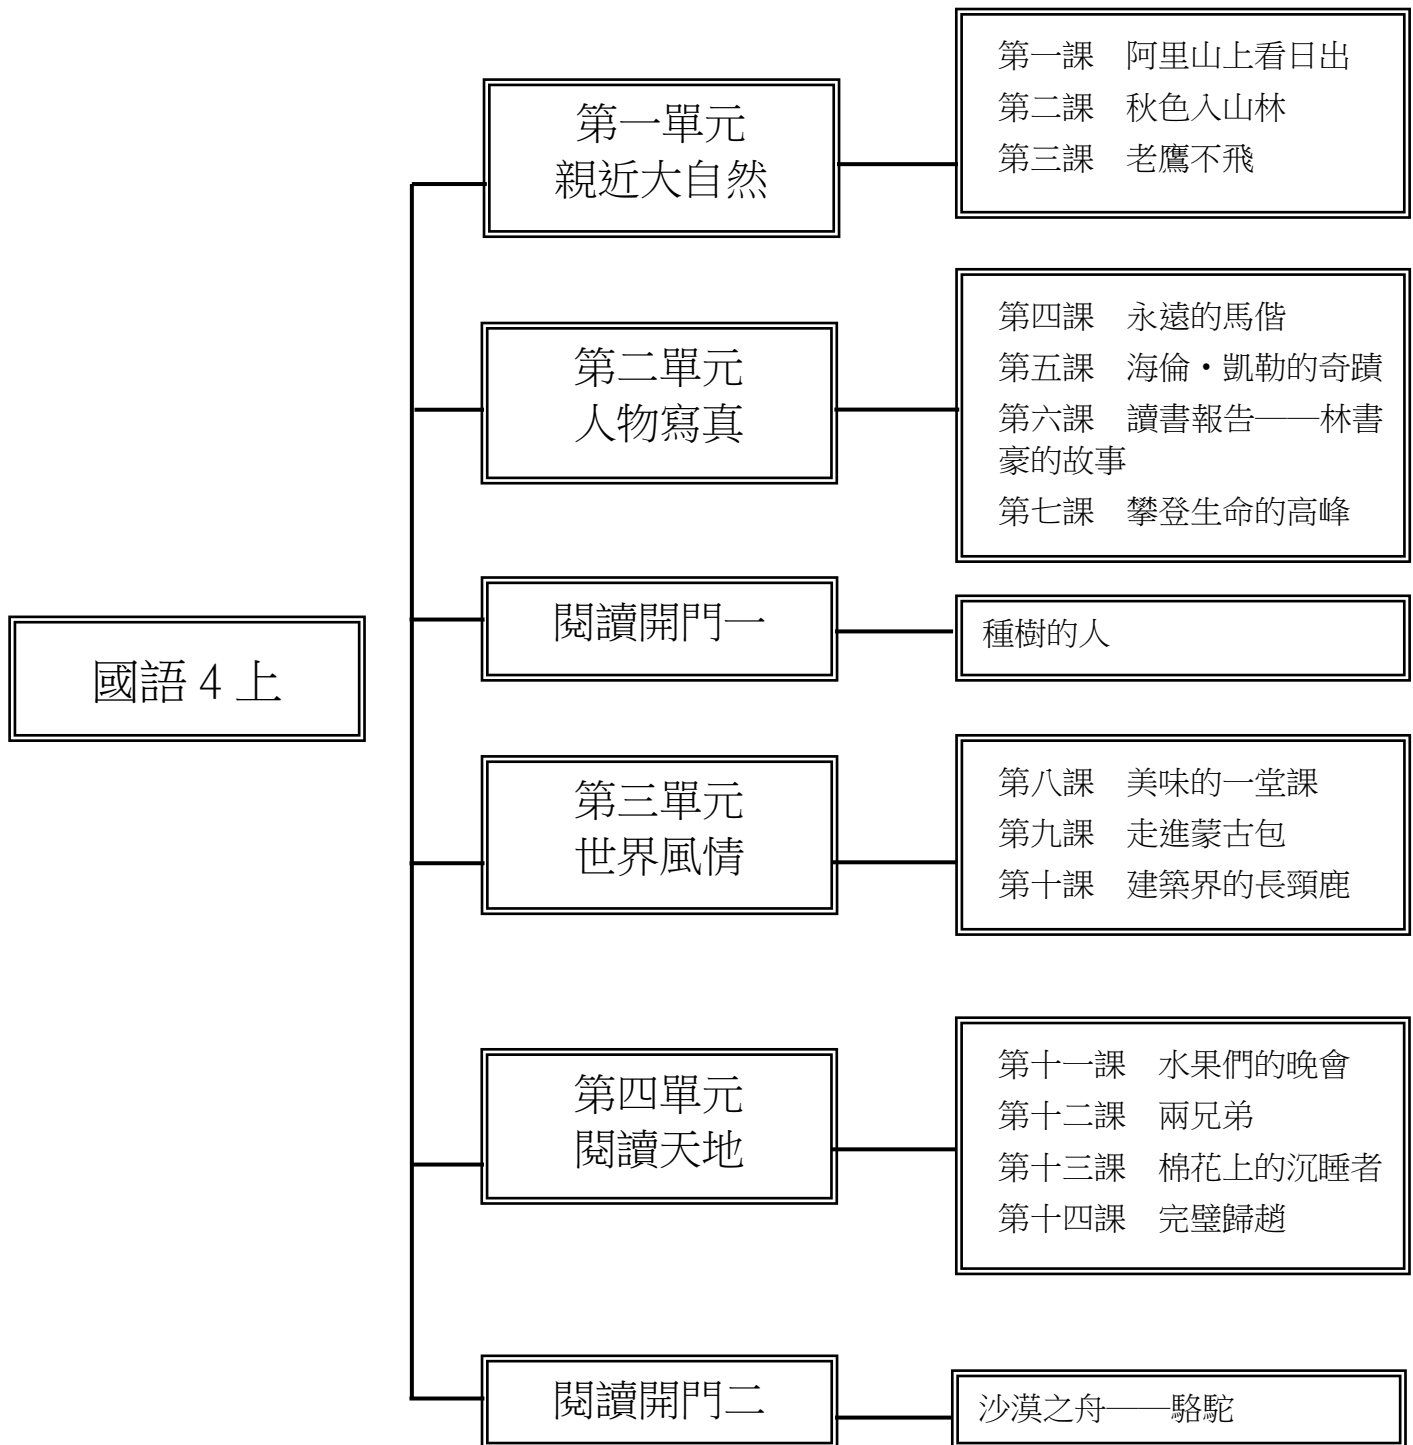 國語 4 上
第一單元
親近大自然
第一課　阿里山上看日出
第二課　秋色入山林
第三課　老鷹不飛
第二單元
人物寫真
第四課　永遠的馬偕
第五課　海倫・凱勒的奇蹟
第六課　讀書報告——林書
豪的故事
第七課　攀登生命的高峰
閱讀開門一
種樹的人
第三單元
世界風情
第八課　美味的一堂課
第九課　走進蒙古包
第十課　建築界的長頸鹿
第四單元
閱讀天地
第十一課　水果們的晚會
第十二課　兩兄弟
第十三課　棉花上的沉睡者
第十四課　完璧歸趙
閱讀開門二
沙漠之舟——駱駝